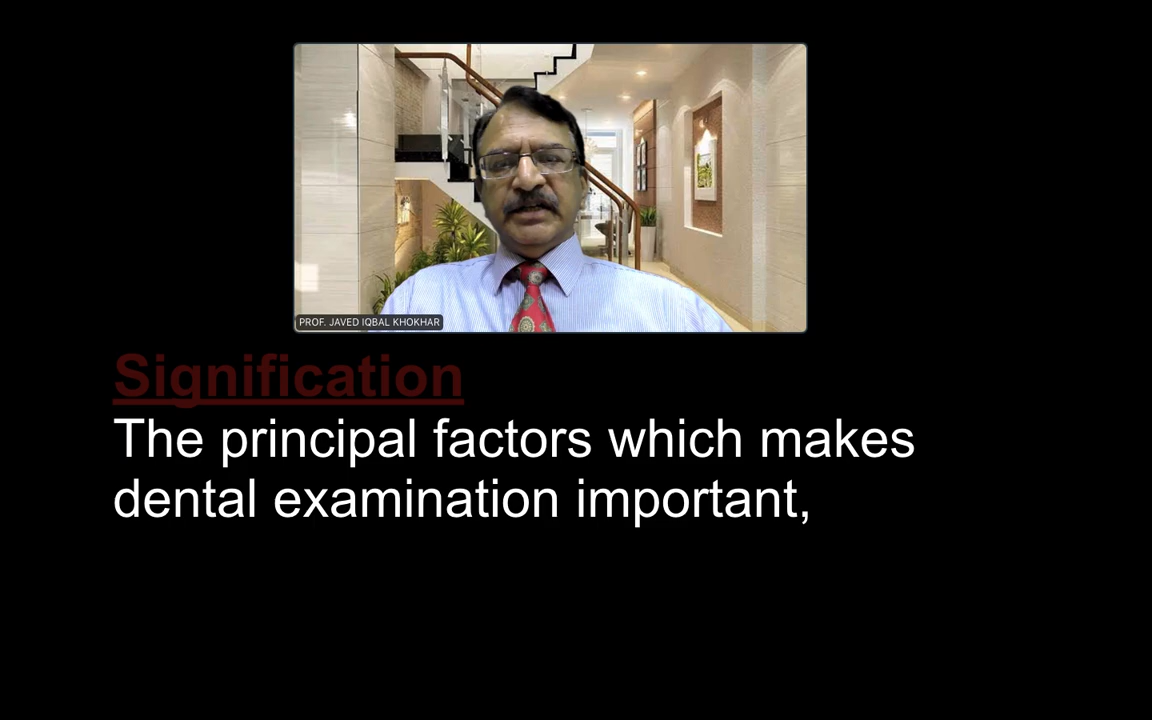 PROF. JAVED IQBAL KHOKHAR
Signification
The principal factors which makes
dental examination important,